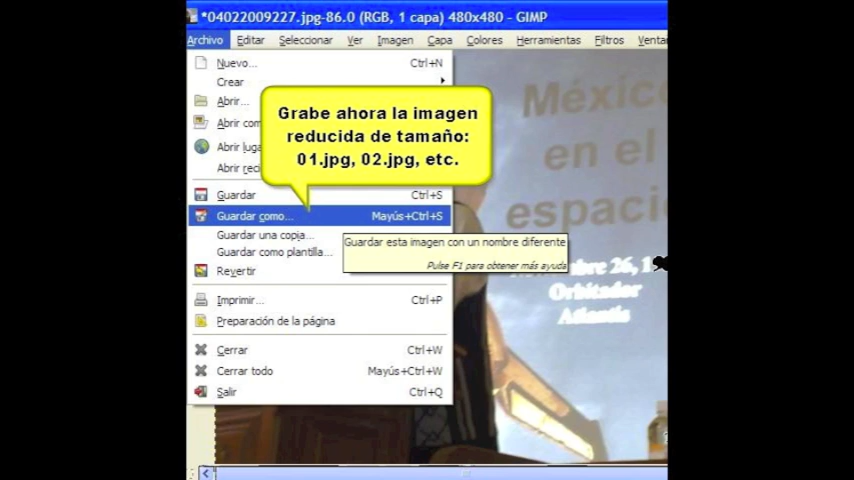 *04022009227.jpg-86.0 (RGB, 1 capa) 480x480 - GIMP
Archivo Editar Seleccionar Ver Imagen Capa Colores Herramientas Filtros
Nuevo... Ctrl+N
Crear
Abrir...
Abrir
Abrir
Abrir
Grabe ahora la imagen
reducida de tamaño:
01.jpg, 02.jpg, etc.
Guardar Ctrl+S
Guardar como... Mayús+Ctrl+S
Guardar una copia...
Guardar como plantilla...
Revertir
Guardar esta imagen con un nombre diferente
Pulse F1 para obtener más ayuda
Imprimir... Ctrl+P
Preparación de la página
Cerrar Ctrl+W
Cerrar todo Mayús+Ctrl+W
Salir Ctrl+Q
México
en el
espacio
26, 1
Orbitador
Atlantis